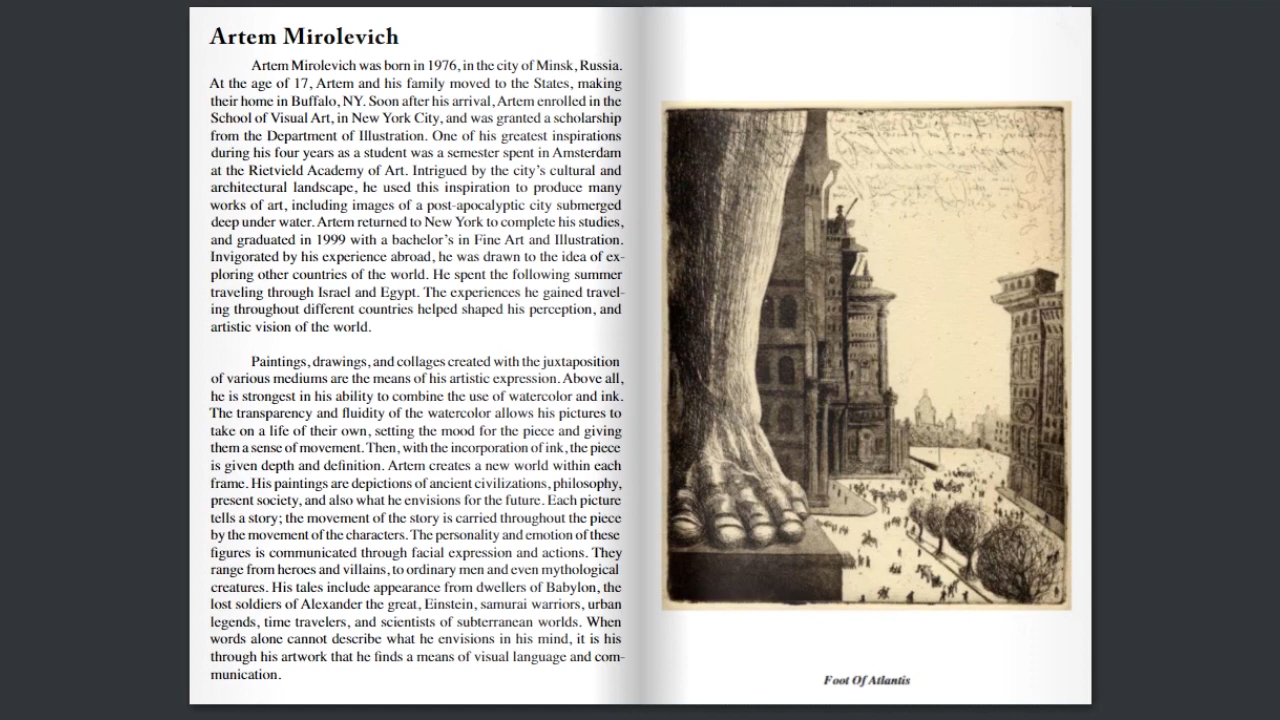 Artem Mirolevich
Artem Mirolevich was born in 1976, in the city of Minsk, Russia.
At the age of 17, Artem and his family moved to the States, making
their home in Buffalo, NY. Soon after his arrival, Artem enrolled in the
School of Visual Art, in New York City, and was granted a scholarship
from the Department of Illustration. One of his greatest inspirations
during his four years as a student was a semester spent in Amsterdam
at the Rietvield Academy of Art. Intrigued by the city's cultural and
architectural landscape, he used this inspiration to produce many
works of art, including images of a post-apocalyptic city submerged
deep under water. Artem returned to New York to complete his studies,
and graduated in 1999 with a bachelor's in Fine Art and Illustration.
Invigorated by his experience abroad, he was drawn to the idea of ex-
ploring other countries of the world. He spent the following summer
traveling through Israel and Egypt. The experiences he gained travel-
ing throughout different countries helped shaped his perception, and
artistic vision of the world.
Paintings, drawings, and collages created with the juxtaposition
of various mediums are the means of his artistic expression. Above all,
he is strongest in his ability to combine the use of watercolor and ink.
The transparency and fluidity of the watercolor allows his pictures to
take on a life of their own, setting the mood for the piece and giving
them a sense of movement. Then, with the incorporation of ink, the piece
is given depth and definition. Artem creates a new world within each
frame. His paintings are depictions of ancient civilizations, philosophy,
present society, and also what he envisions for the future. Each picture
tells a story; the movement of the story is carried throughout the piece
by the movement of the characters. The personality and emotion of these
figures is communicated through facial expression and actions. They
range from heroes and villains, to ordinary men and even mythological
creatures. His tales include appearance from dwellers of Babylon, the
lost soldiers of Alexander the great, Einstein, samurai warriors, urban
legends, time travelers, and scientists of subterranean worlds. When
words alone cannot describe what he envisions in his mind, it is his
through his artwork that he finds a means of visual language and com-
munication.
Foot Of Atlantis